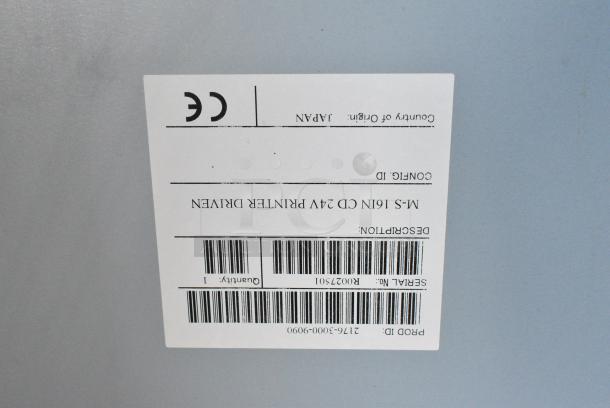 PROD ID: 2176-3000-9090
SERIAL No: R0027501 Quantity: 1
DESCRIPTION:
M-S 16IN CD 24V PRINTER DRIVEN
CONFIG. ID
Country of Origin: JAPAN CE
TCi